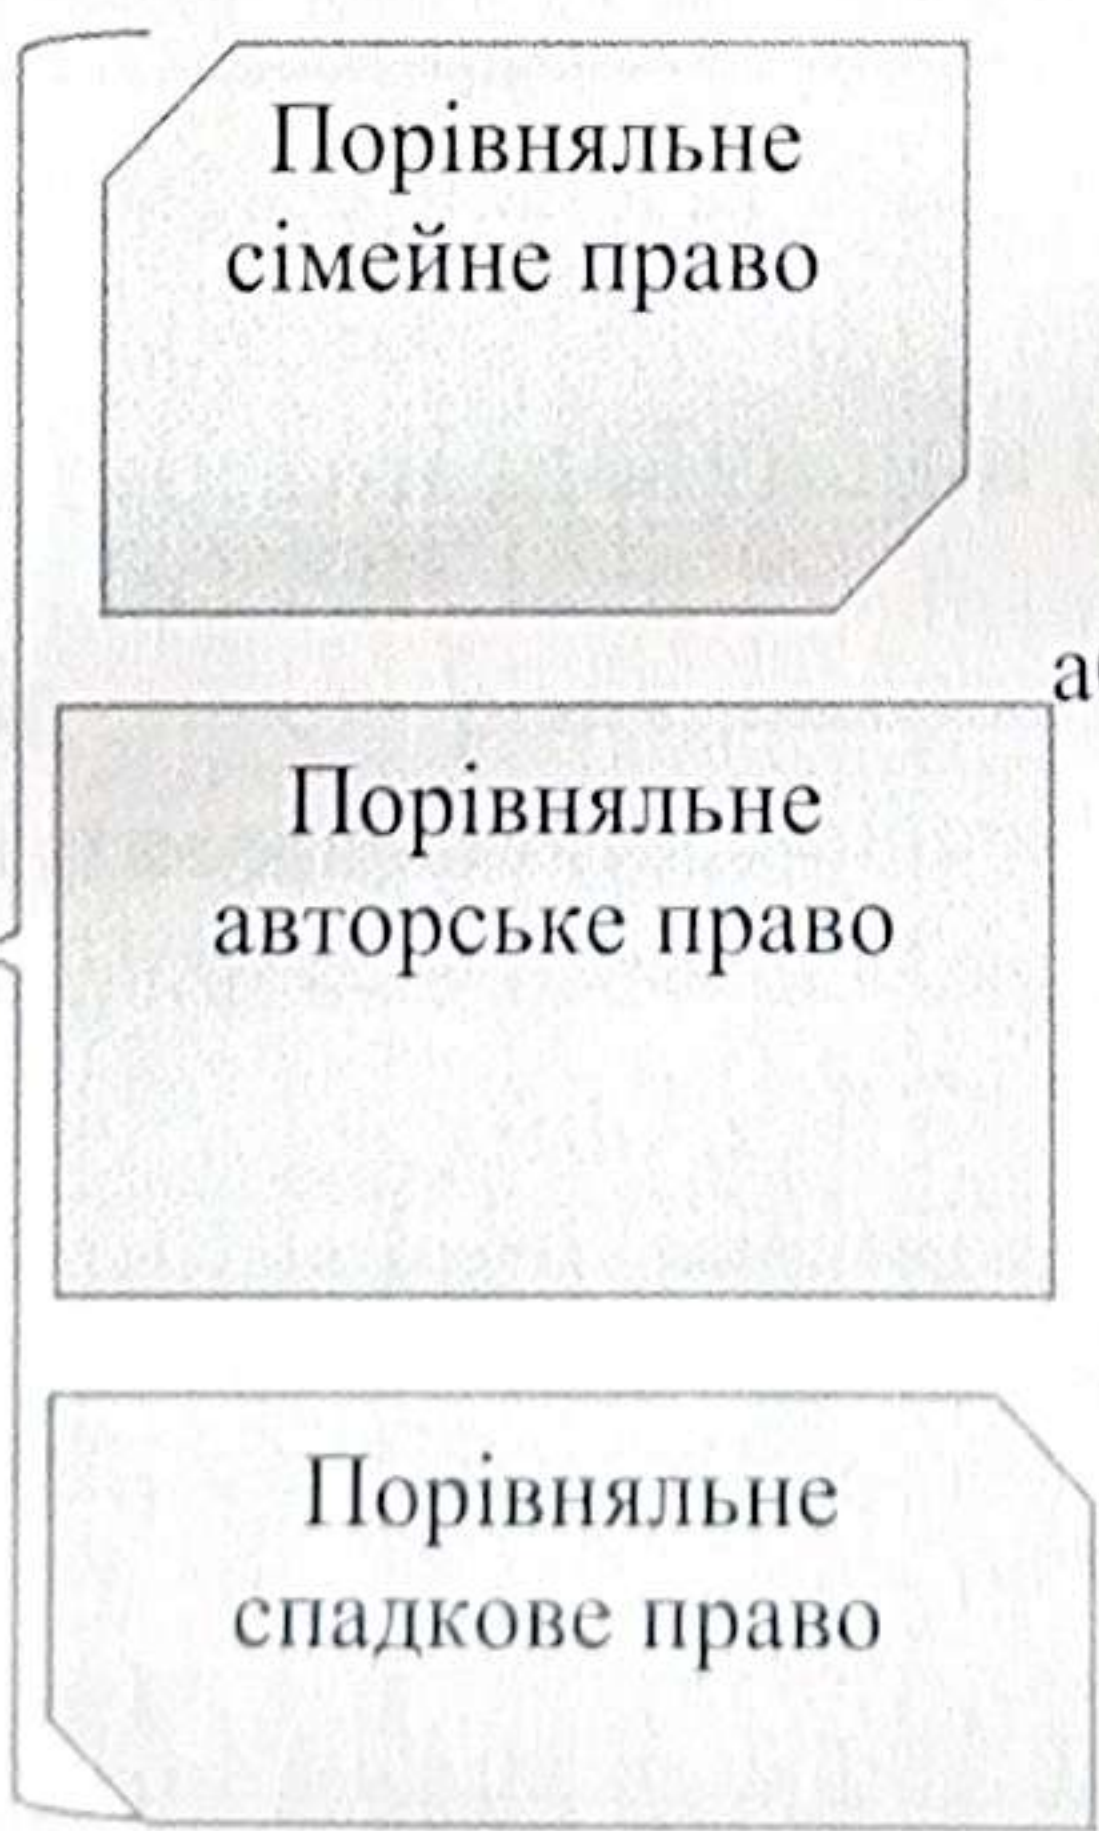 Порівняльне
сімейне право
Порівняльне
авторське право
Порівняльне
спадкове право